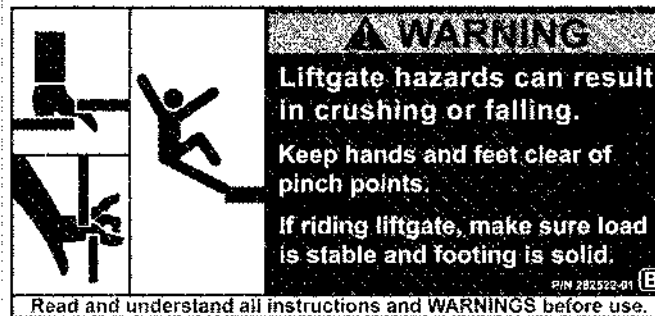 WARNING
Liftgate hazards can result
in crushing or falling.
Keep hands and feet clear of
pinch points.
If riding liftgate, make sure load
is stable and footing is solid.
P/N 282522-01 B
Read and understand all instructions and WARNINGS before use.